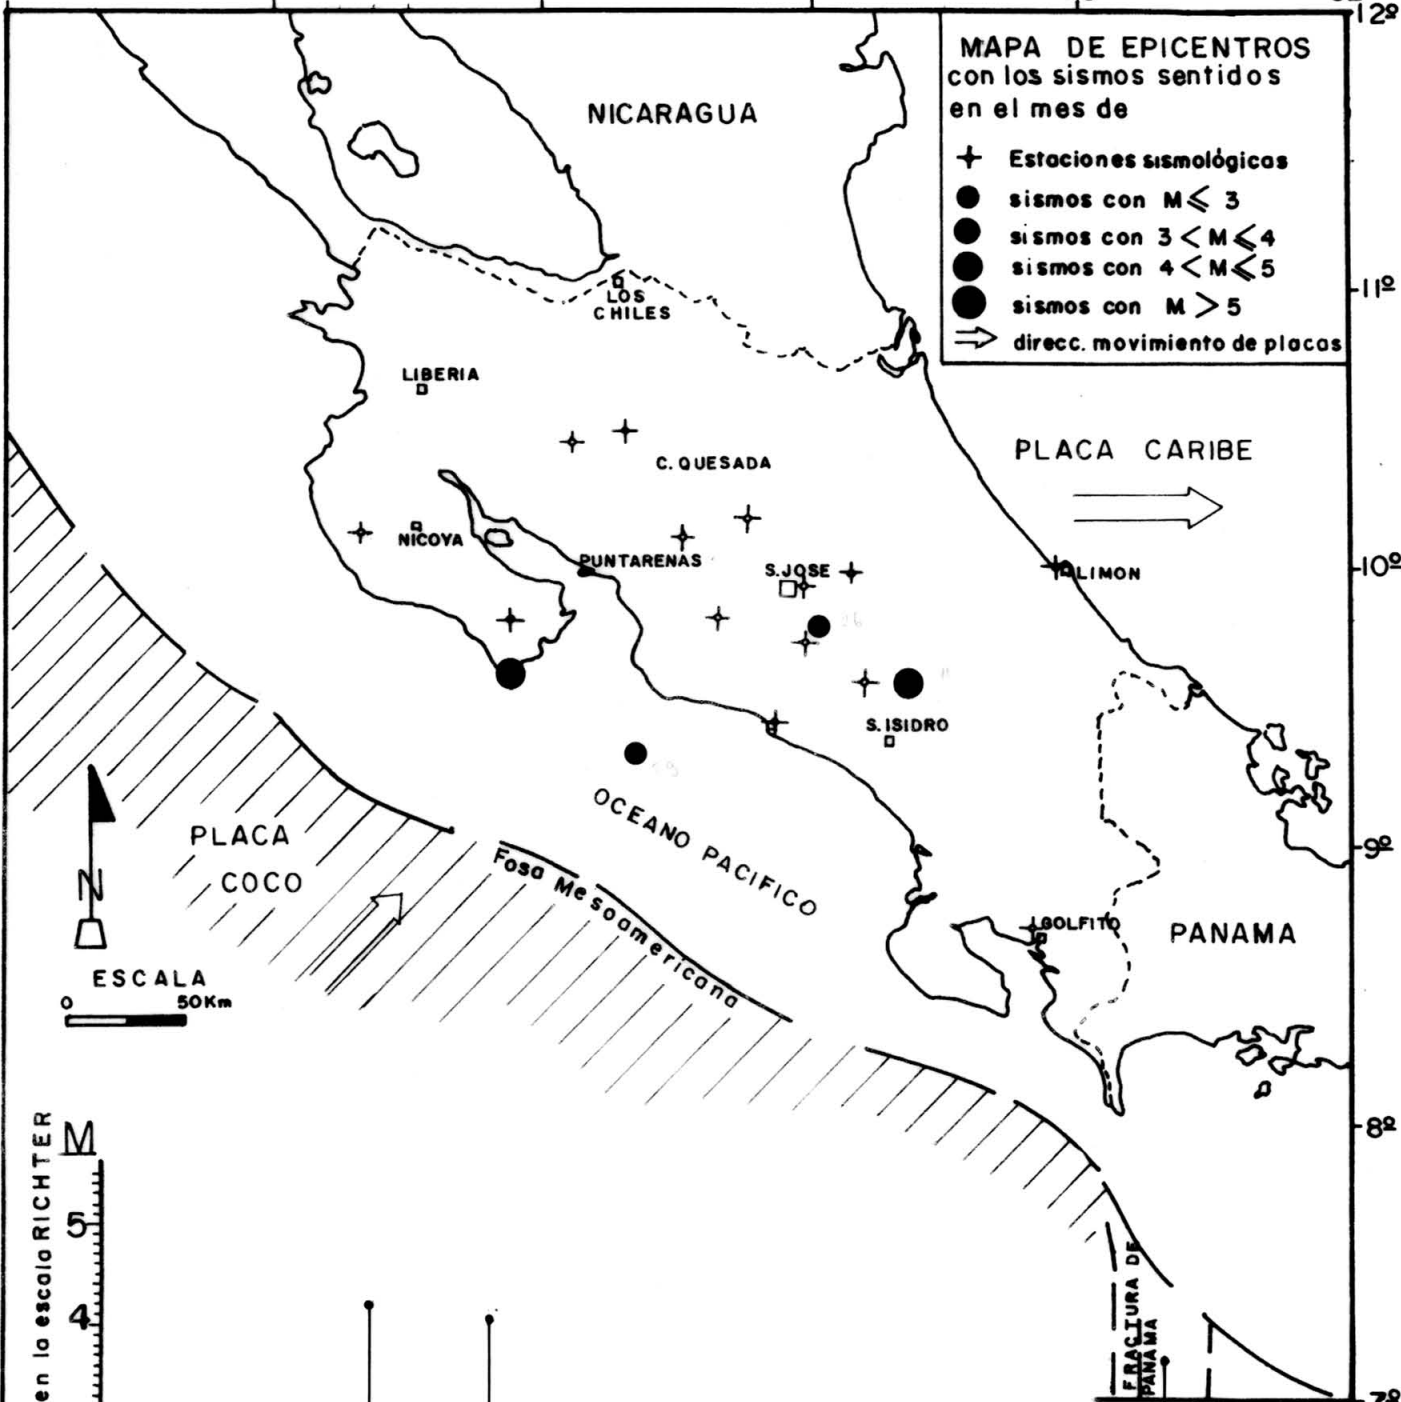 12º
MAPA DE EPICENTROS
con los sismos sentidos
en el mes de
Estaciones sismológicas
sismos con M ⩽ 3
sismos con 3 < M ⩽ 4
sismos con 4 < M ⩽ 5
sismos con M > 5
direcc. movimiento de placas
NICARAGUA
11º
LOS
CHILES
LIBERIA
C. QUESADA
PLACA CARIBE
NICOYA
PUNTARENAS
S. JOSE
LIMON
10º
S. ISIDRO
OCEANO PACIFICO
9º
PLACA
COCO
Fosa Mesoamericana
N
GOLFITO
PANAMA
ESCALA
0 50 Km
8º
M
en la escala RICHTER
5
4
FRACTURA DE
PANAMA
7º